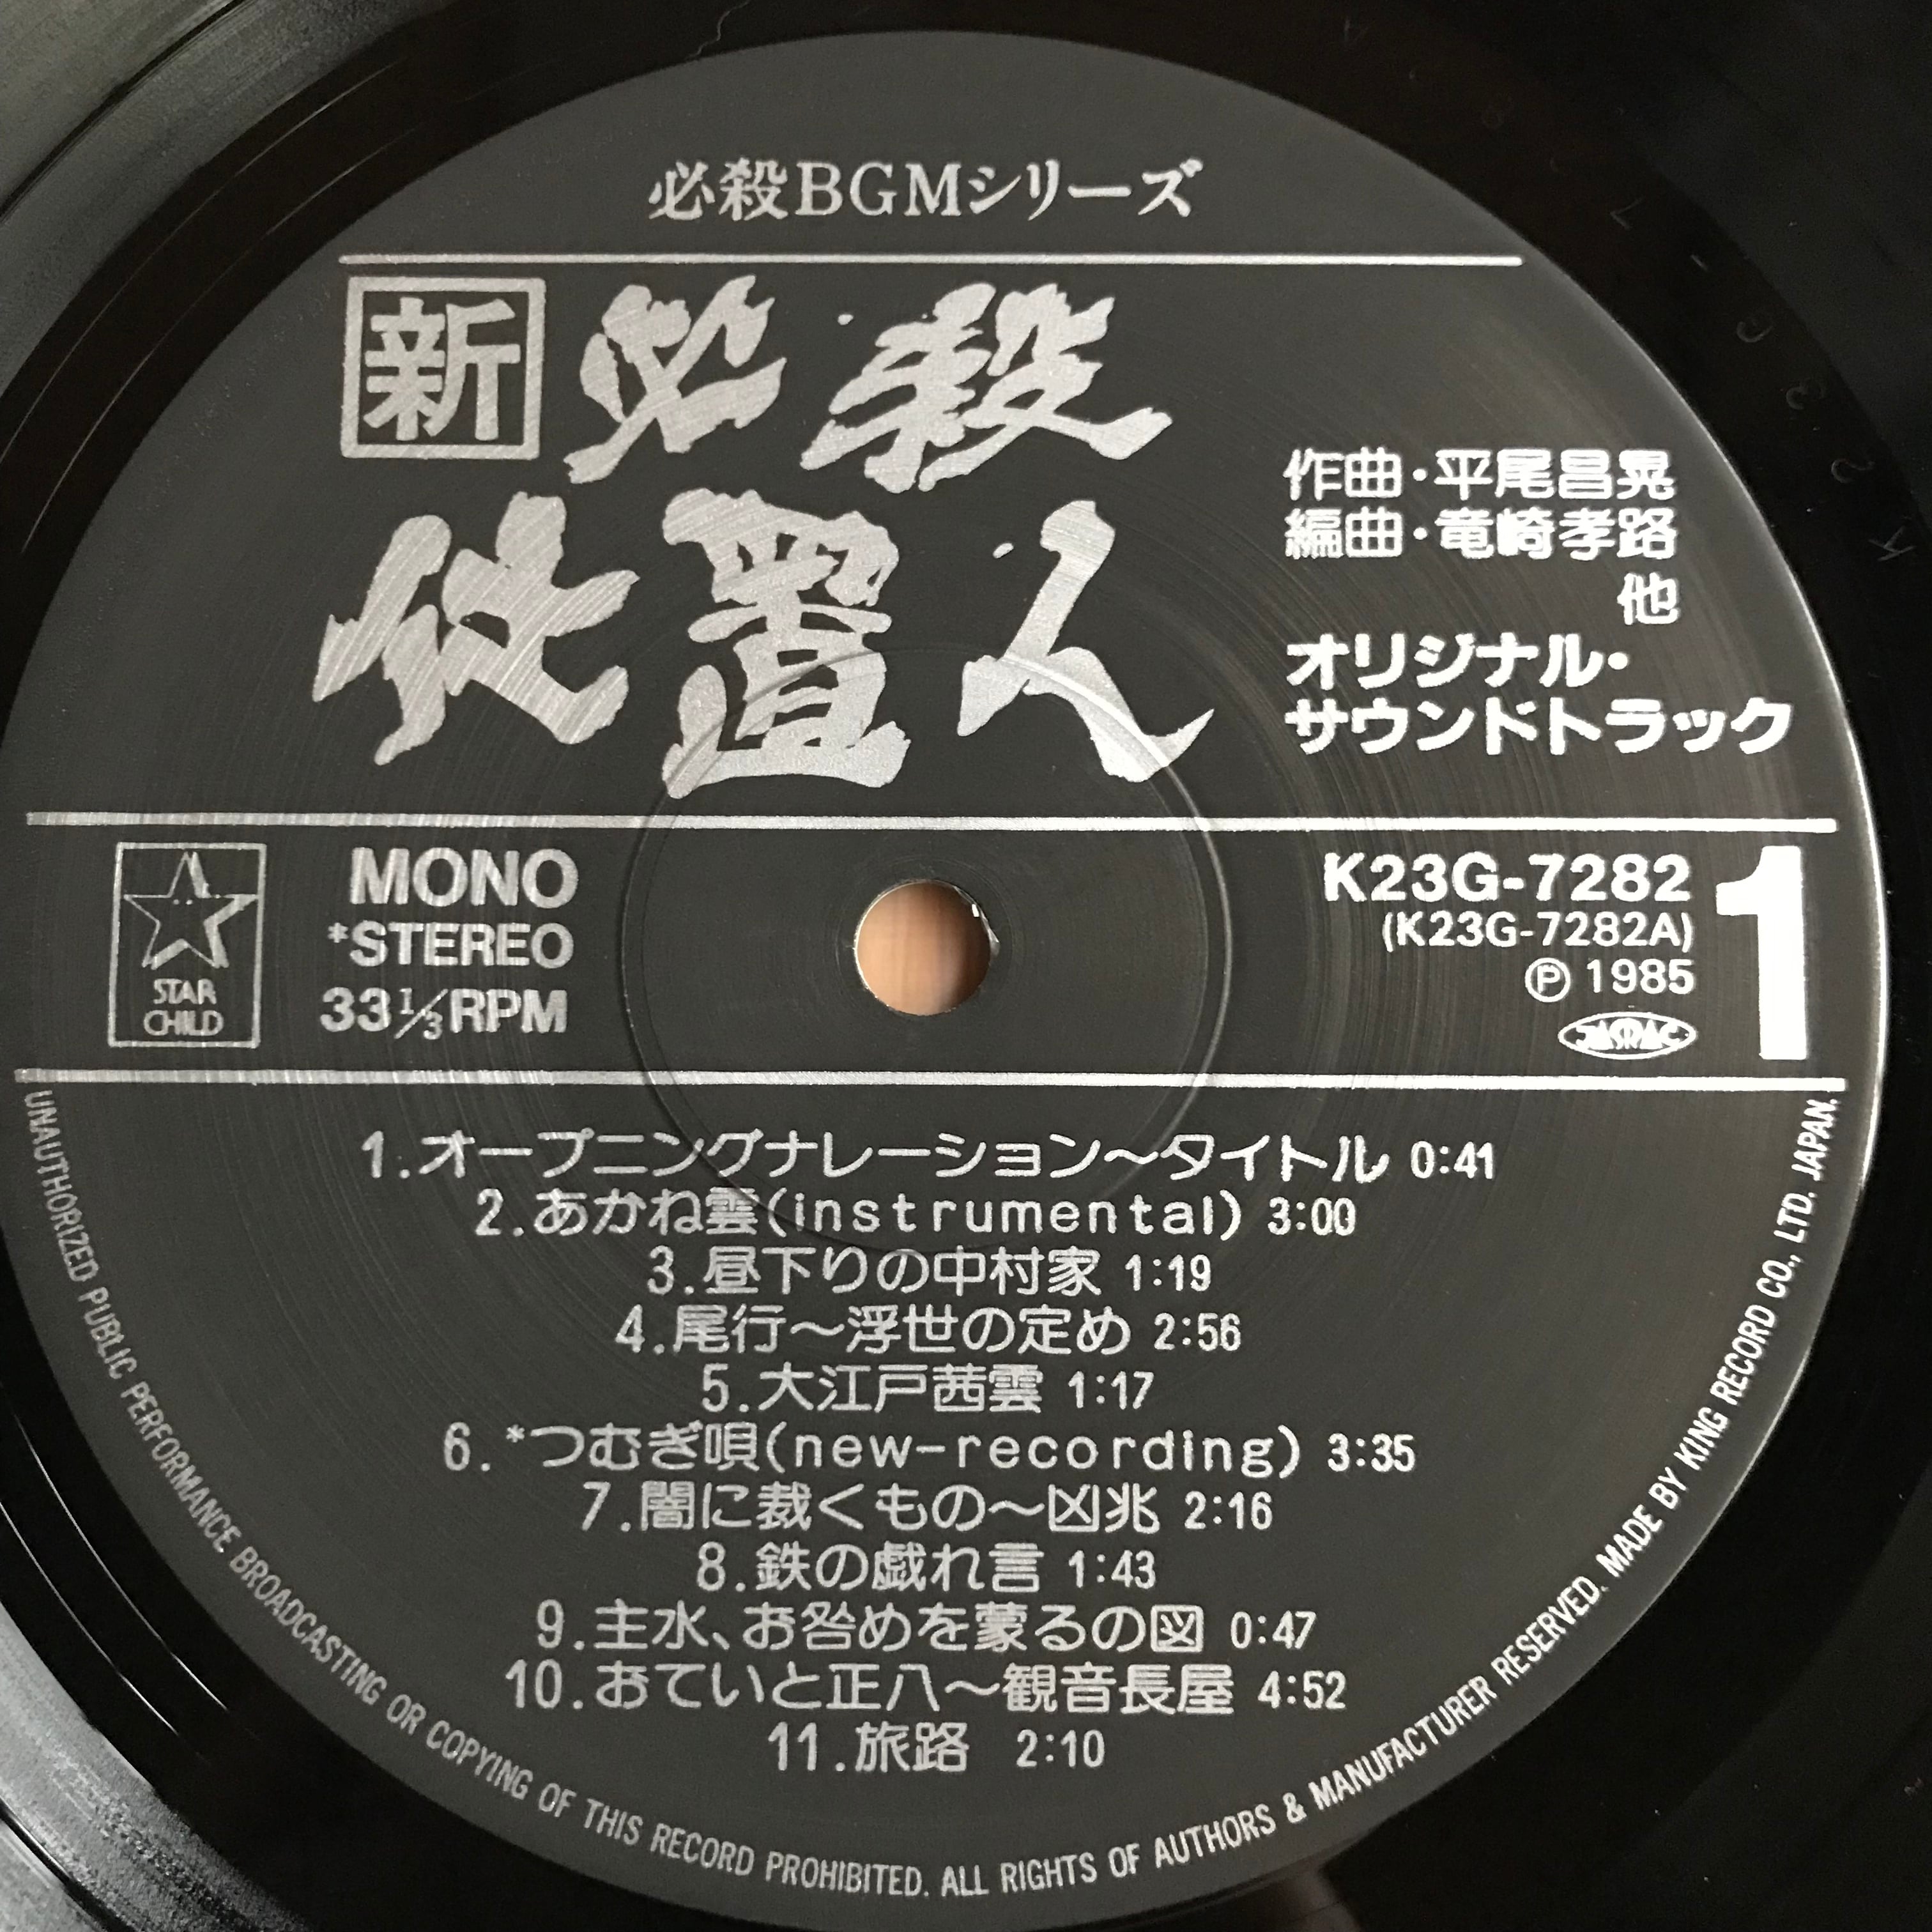 必殺BGMシリーズ
新必殺
仕置人
作曲・平尾昌晃
編曲・竜崎孝路
他
オリジナル・
サウンドトラック
STAR
CHILD
MONO
*STEREO
33⅓RPM
K23G-7282
(K23G-7282A)
Ⓟ 1985
JASRAC
1
1.オープニングナレーション〜タイトル 0:41
2.あかね雲(instrumental) 3:00
3.昼下りの中村家 1:19
4.尾行〜浮世の定め 2:56
5.大江戸茜雲 1:17
6.*つむぎ唄(new-recording) 3:35
7.闇に裁くもの〜凶兆 2:16
8.鉄の戯れ言 1:43
9.主水、お咎めを蒙るの図 0:47
10.おていと正八〜観音長屋 4:52
11.旅路 2:10
UNAUTHORIZED PUBLIC PERFORMANCE BROADCASTING OR COPYING OF THIS RECORD PROHIBITED. ALL RIGHTS OF AUTHORS & MANUFACTURER RESERVED. MADE BY KING RECORD CO., LTD. JAPAN.